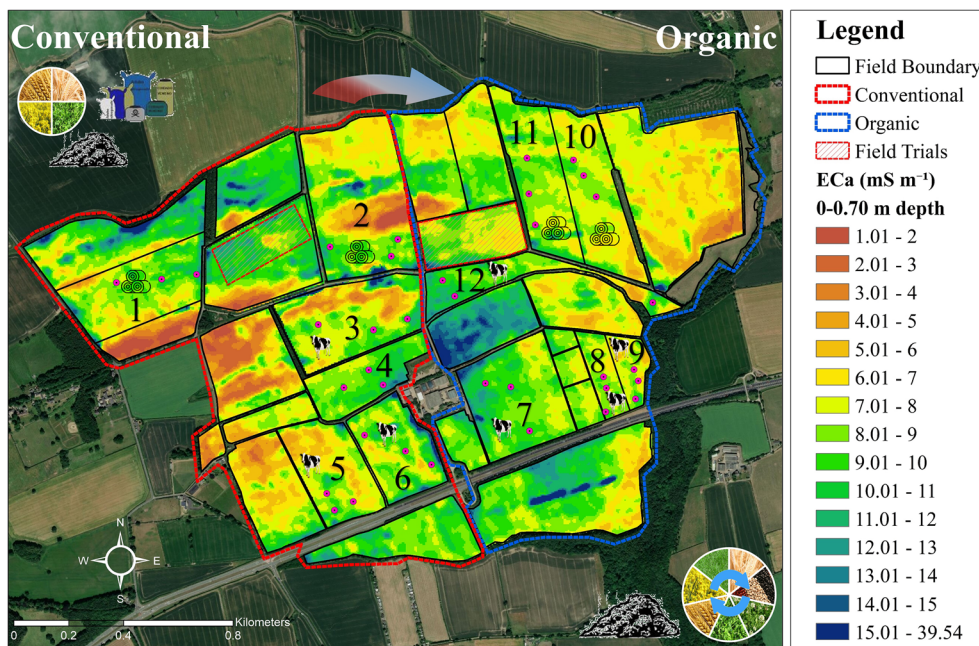 Conventional
Organic
11
10
2
1
12
3
4
8
9
7
5
6
N
W
E
S
Kilometers
0
0.2
0.4
0.8
Legend
Field Boundary
Conventional
Organic
Field Trials
ECa (mS m⁻¹)
0-0.70 m depth
1.01 - 2
2.01 - 3
3.01 - 4
4.01 - 5
5.01 - 6
6.01 - 7
7.01 - 8
8.01 - 9
9.01 - 10
10.01 - 11
11.01 - 12
12.01 - 13
13.01 - 14
14.01 - 15
15.01 - 39.54